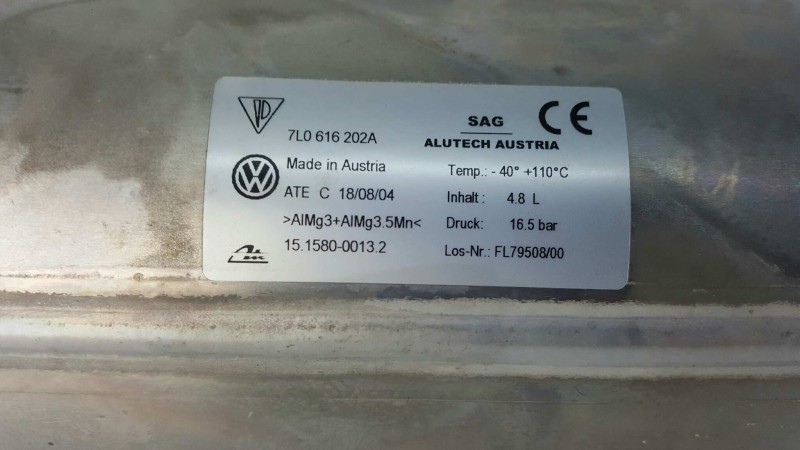 7L0 616 202A
Made in Austria
ATE C 18/08/04
>AlMg3+AlMg3.5Mn<
15.1580-0013.2
SAG
ALUTECH AUSTRIA
CE
Temp.: - 40° +110°C
Inhalt : 4.8 L
Druck: 16.5 bar
Los-Nr.: FL79508/00